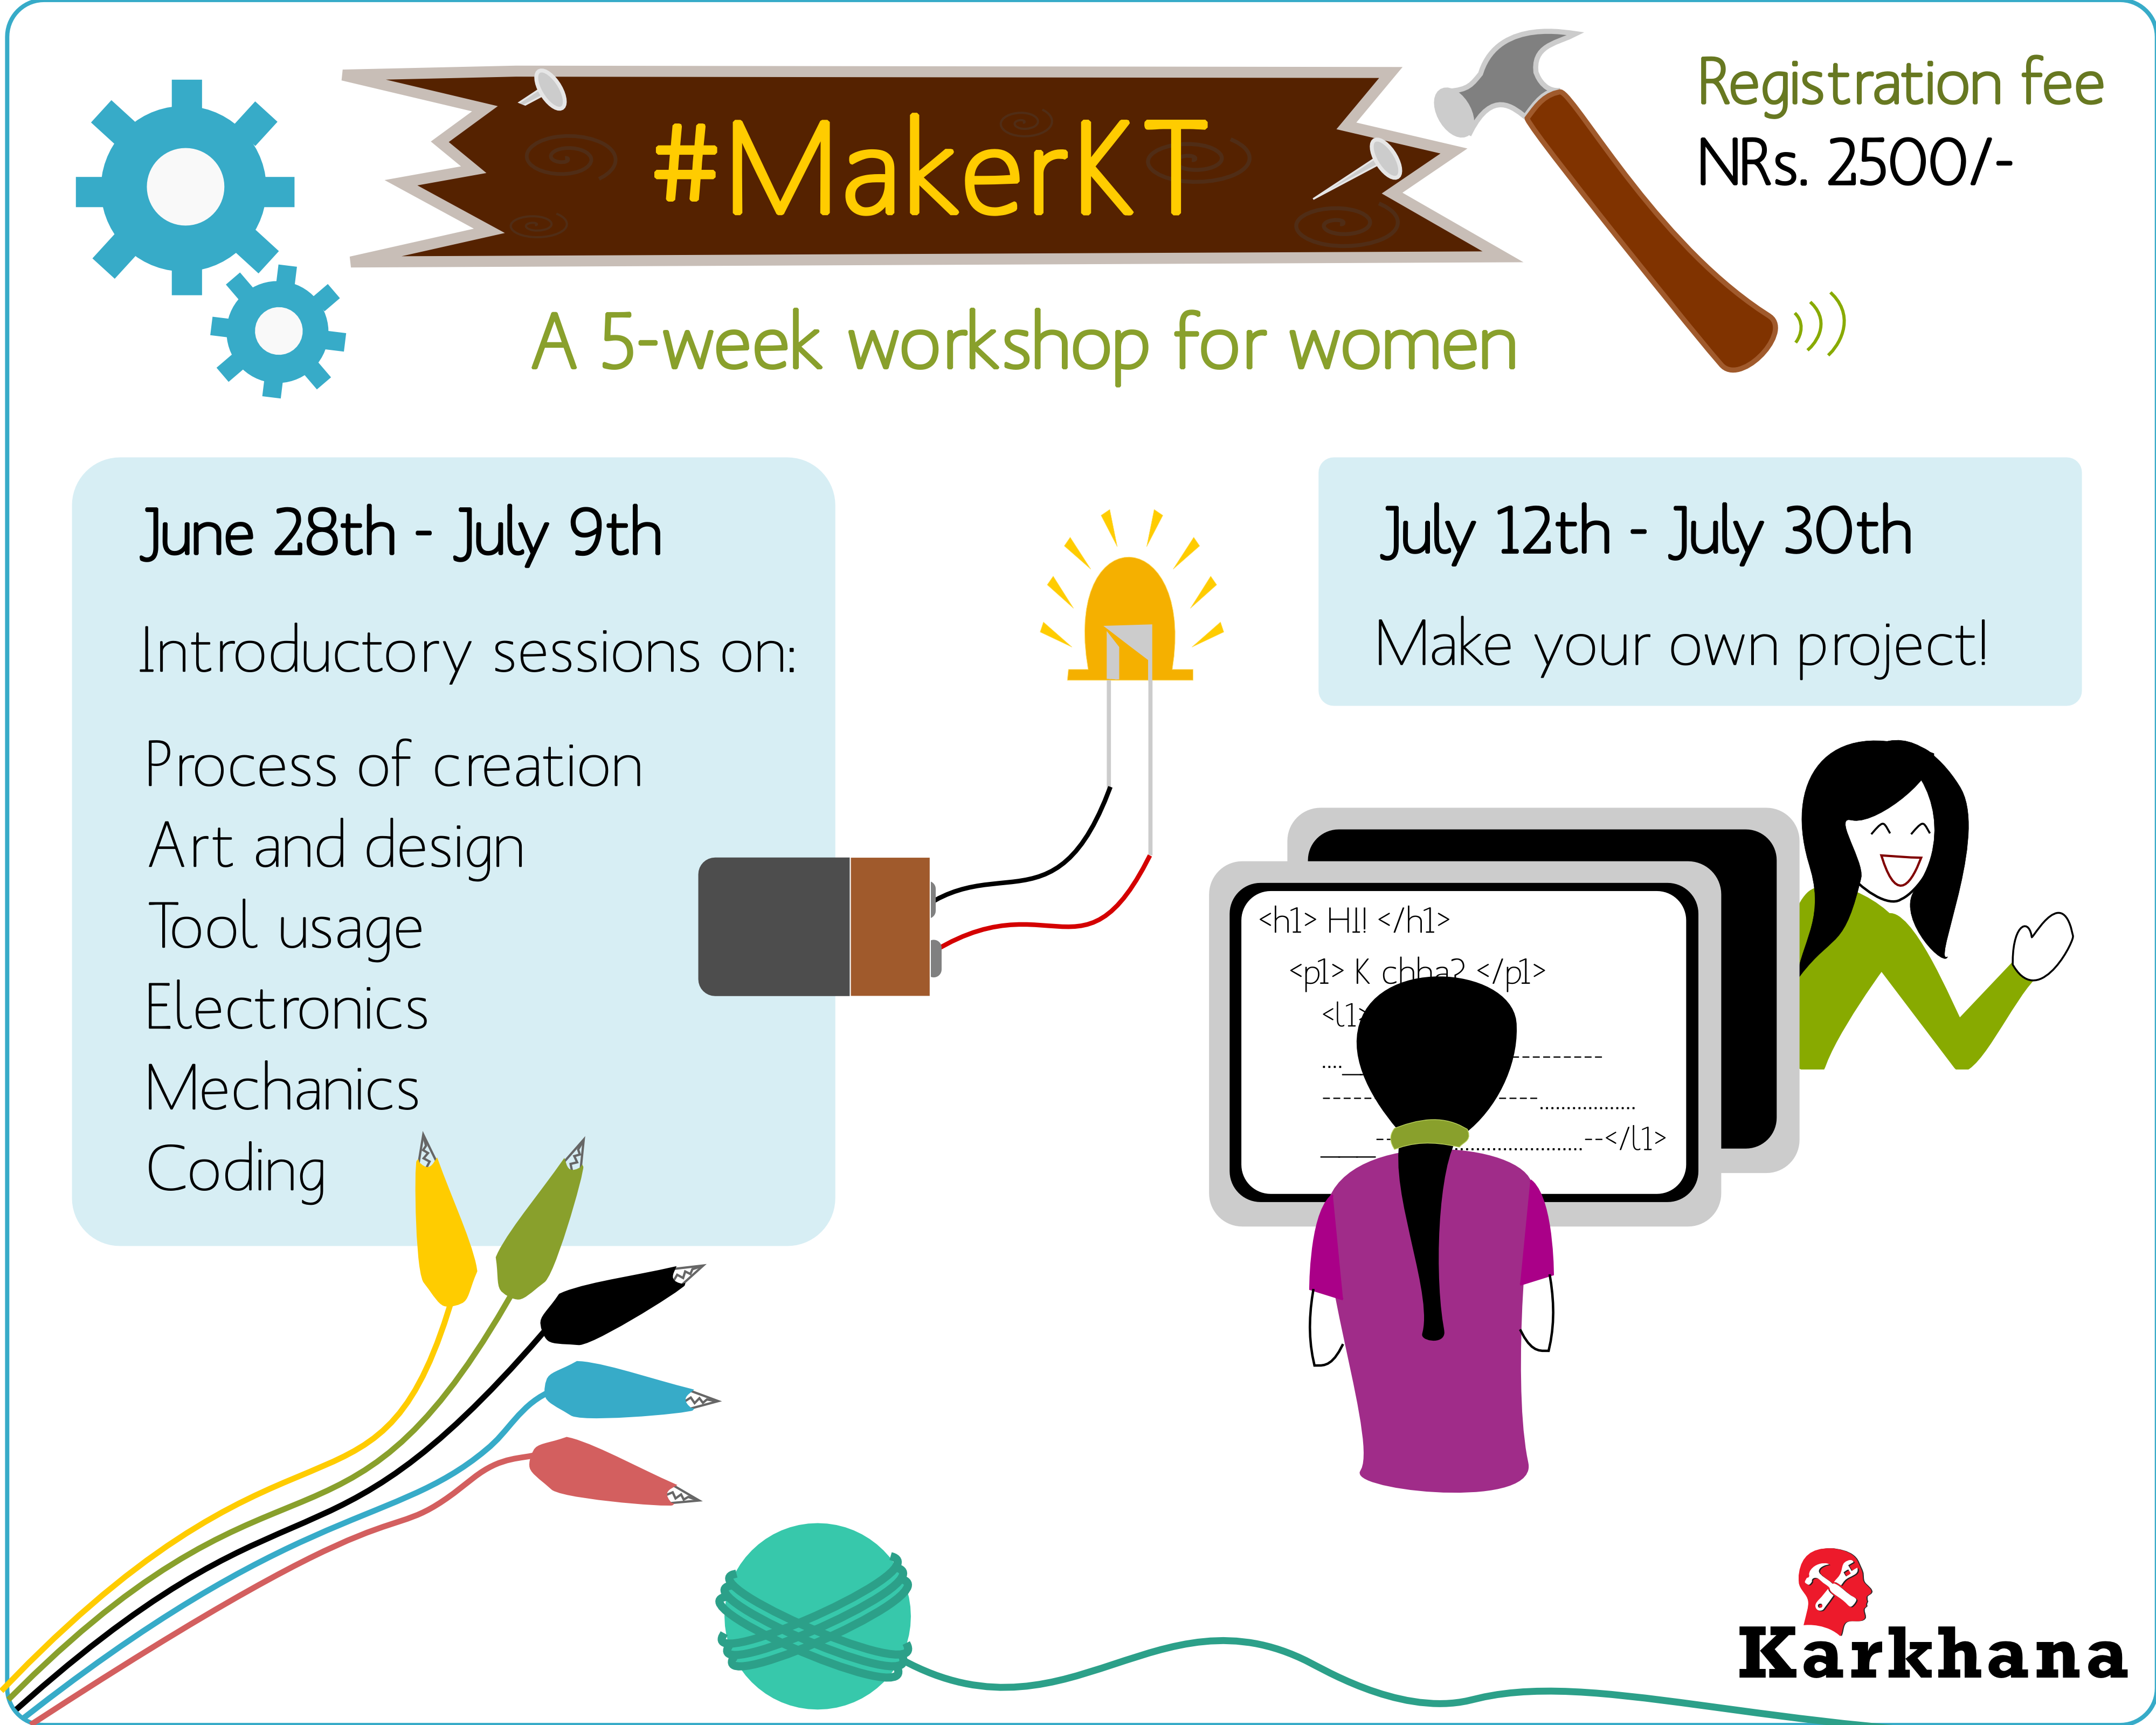 #MakerKT
Registration fee
NRs. 2500/-
A 5-week workshop for women
June 28th - July 9th
Introductory sessions on:
Process of creation
Art and design
Tool usage
Electronics
Mechanics
Coding
July 12th - July 30th
Make your own project!
<h1> HI! </h1>
<p1> K chha? </p1>
<l1>
--</l1>
Karkhana